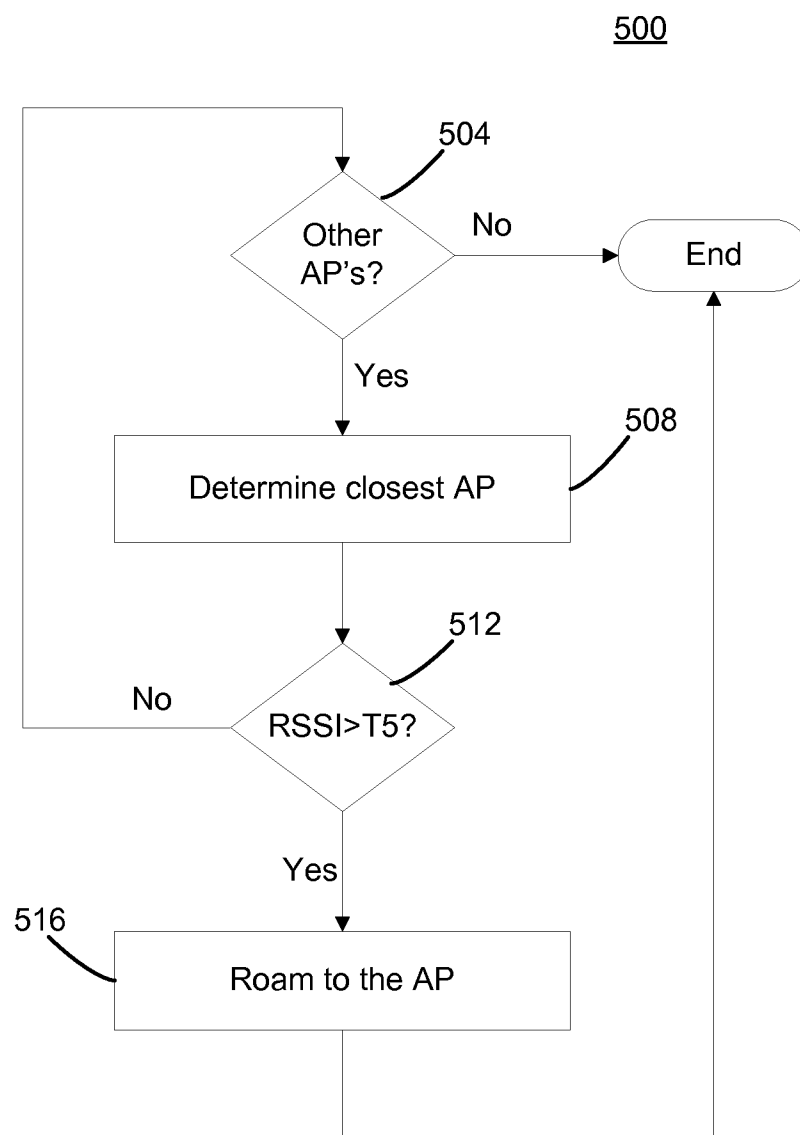 500
504
Other
AP's?
No
End
Yes
508
Determine closest AP
512
No
RSSI>T5?
Yes
516
Roam to the AP